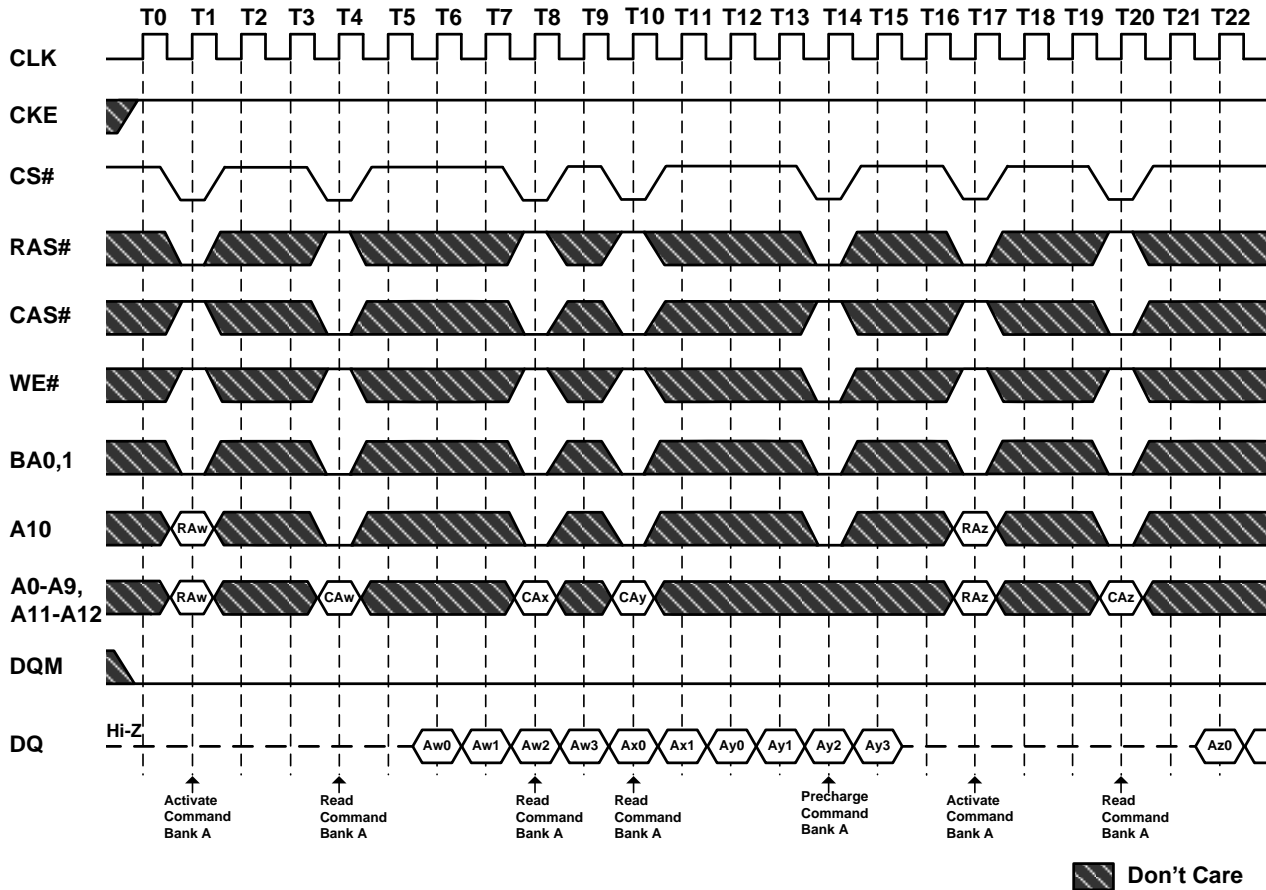 T0 T1 T2 T3 T4 T5 T6 T7 T8 T9 T10 T11 T12 T13 T14 T15 T16 T17 T18 T19 T20 T21 T22
CLK
CKE
CS#
RAS#
CAS#
WE#
BA0,1
A10 RAw RAz
A0-A9,
A11-A12 RAw CAw CAx CAy RAz CAz
DQM
Hi-Z
DQ Aw0 Aw1 Aw2 Aw3 Ax0 Ax1 Ay0 Ay1 Ay2 Ay3 Az0
Activate
Command
Bank A
Read
Command
Bank A
Read
Command
Bank A
Read
Command
Bank A
Precharge
Command
Bank A
Activate
Command
Bank A
Read
Command
Bank A
Don't Care